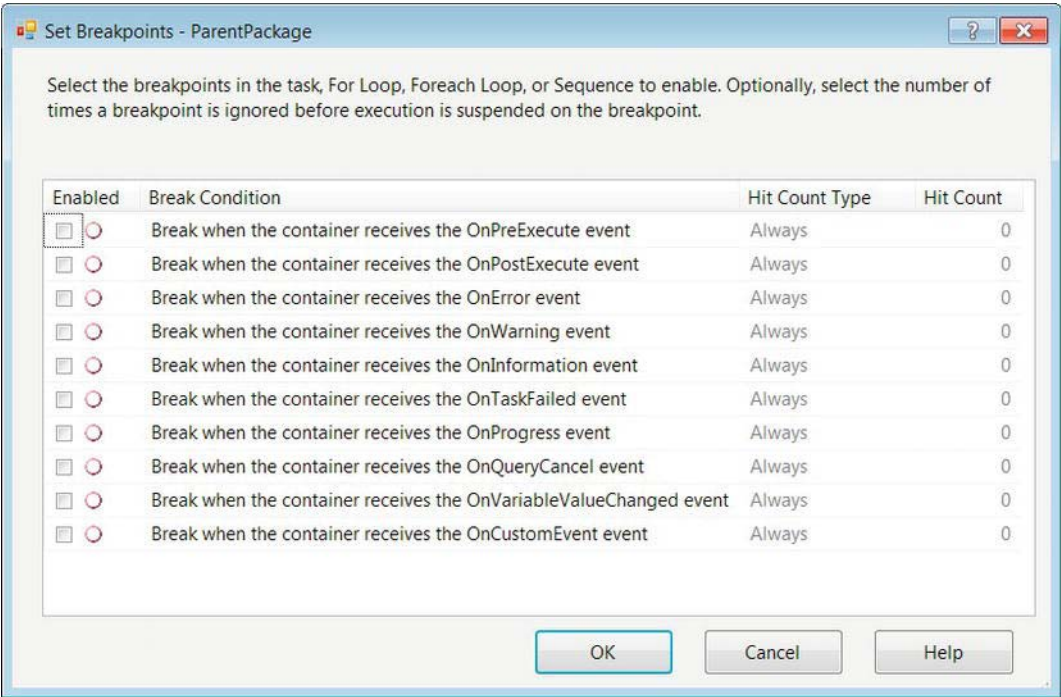 Set Breakpoints - ParentPackage
?
Select the breakpoints in the task, For Loop, Foreach Loop, or Sequence to enable. Optionally, select the number of
times a breakpoint is ignored before execution is suspended on the breakpoint.
Enabled Break Condition Hit Count Type Hit Count
Break when the container receives the OnPreExecute event Always 0
Break when the container receives the OnPostExecute event Always 0
Break when the container receives the OnError event Always 0
Break when the container receives the OnWarning event Always 0
Break when the container receives the OnInformation event Always 0
Break when the container receives the OnTaskFailed event Always 0
Break when the container receives the OnProgress event Always 0
Break when the container receives the OnQueryCancel event Always 0
Break when the container receives the OnVariableValueChanged event Always 0
Break when the container receives the OnCustomEvent event Always 0
OK Cancel Help